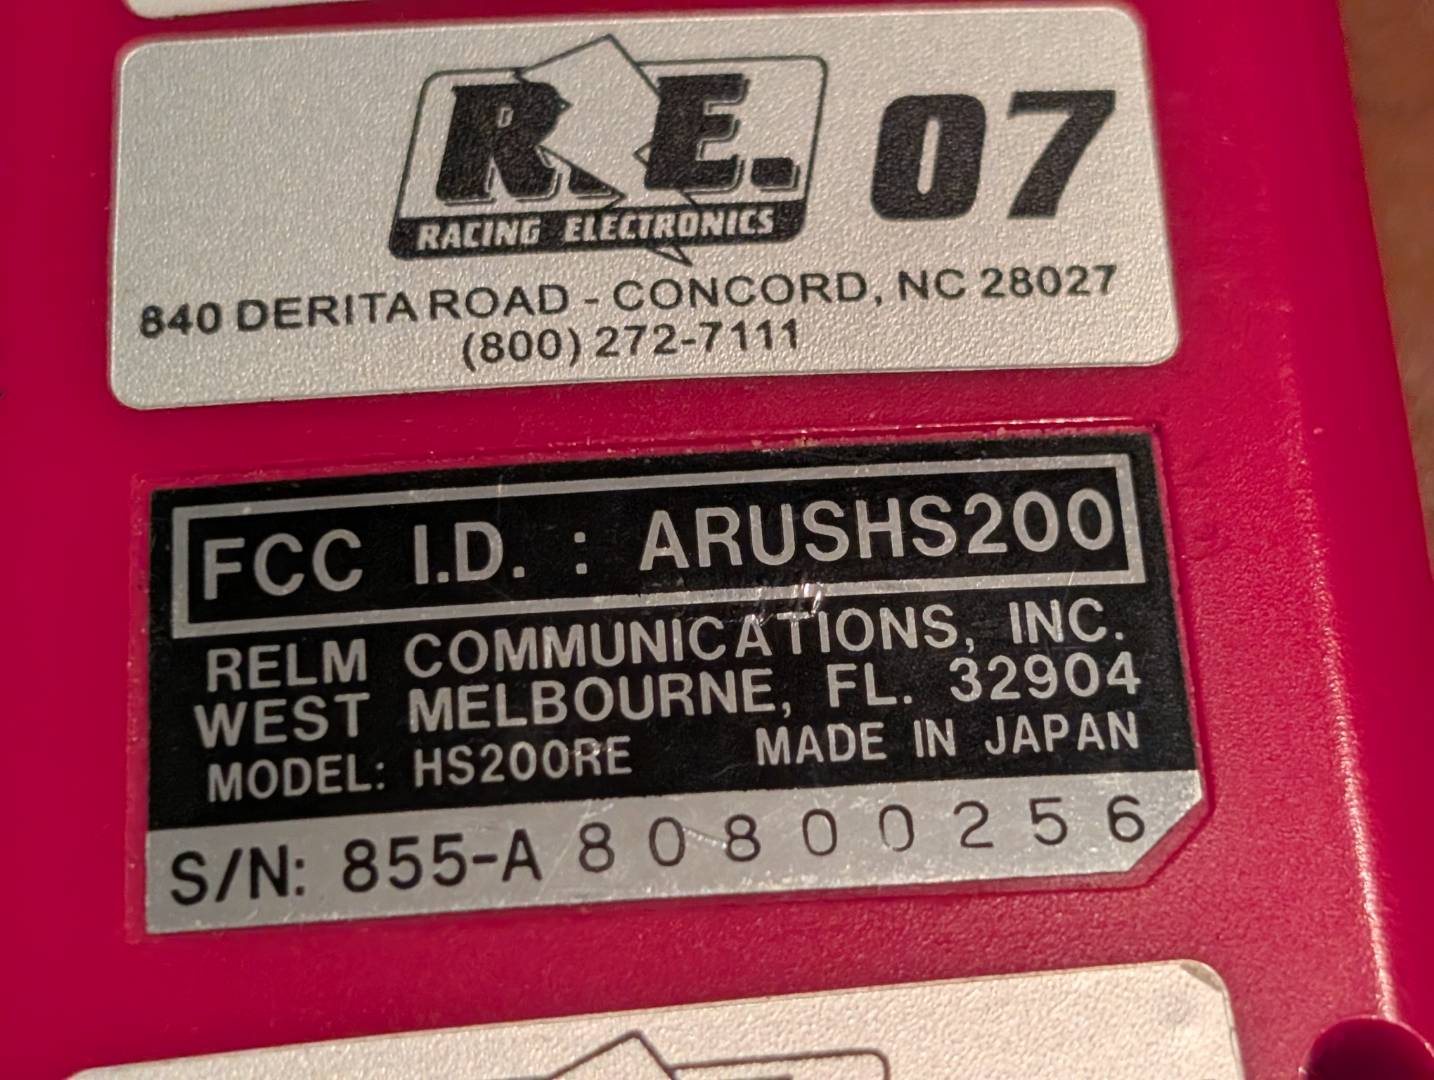 R.E. 07
RACING ELECTRONICS
840 DERITA ROAD - CONCORD, NC 28027
(800) 272-7111
FCC I.D. : ARUSHS200
RELM COMMUNICATIONS, INC.
WEST MELBOURNE, FL. 32904
MODEL: HS200RE MADE IN JAPAN
S/N: 855-A 80800256